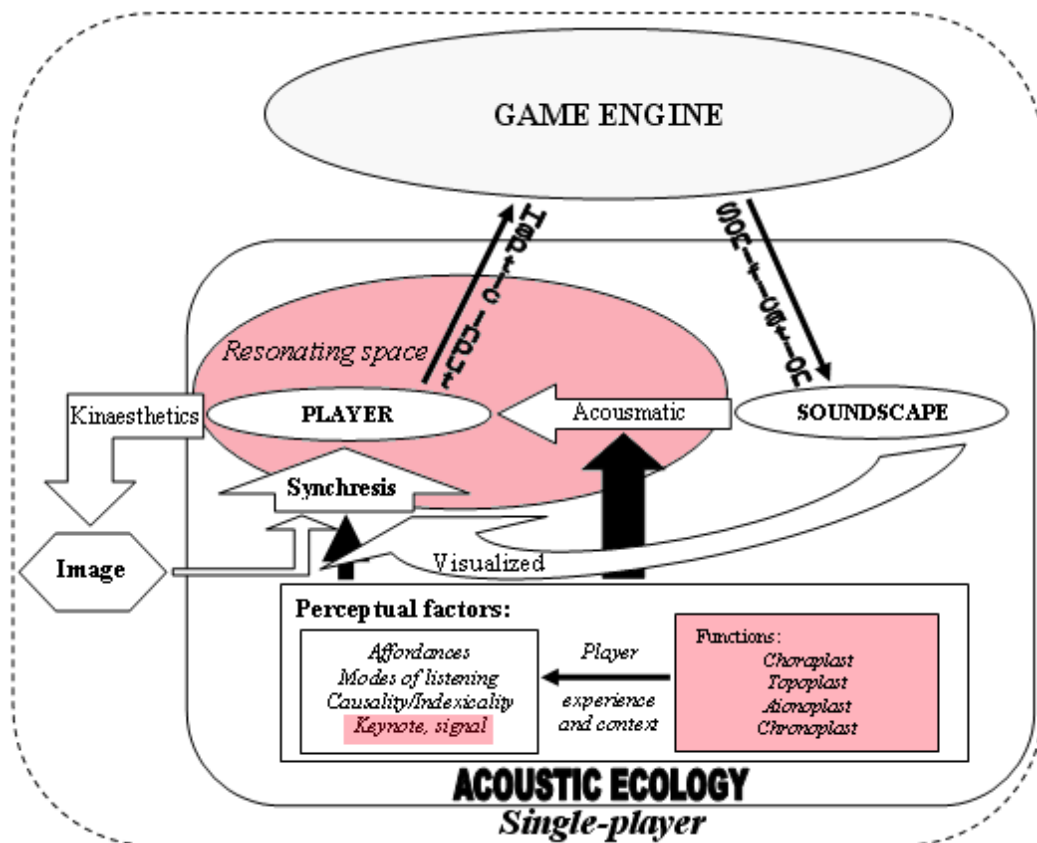 GAME ENGINE
Haptic input
Sonification
Resonating space
Kinaesthetics
PLAYER
Acousmatic
SOUNDSCAPE
Synchresis
Image
Visualized
Perceptual factors:
Affordances
Modes of listening
Causality/Indexicality
Keynote, signal
Player
experience
and context
Functions:
Choraplast
Topoplast
Aionoplast
Chronoplast
ACOUSTIC ECOLOGY
Single-player